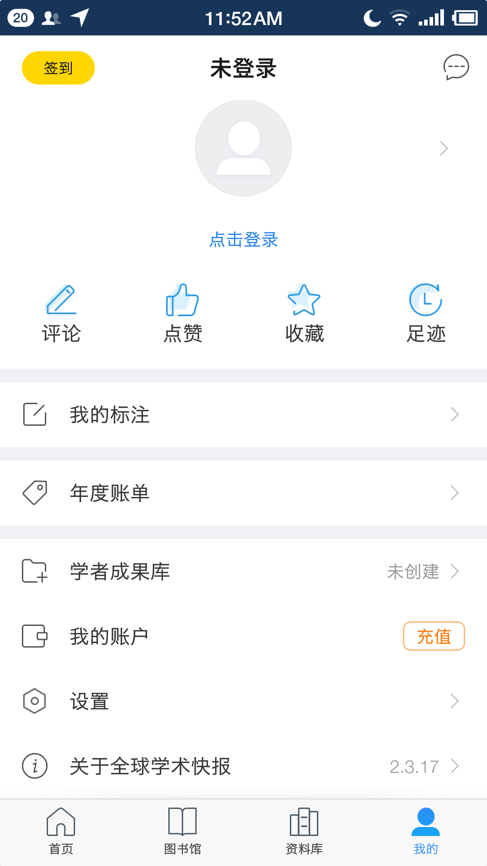 20 11:52AM
签到 未登录
点击登录
评论 点赞 收藏 足迹
我的标注
年度账单
学者成果库 未创建
我的账户 充值
设置
关于全球学术快报 2.3.17
首页 图书馆 资料库 我的